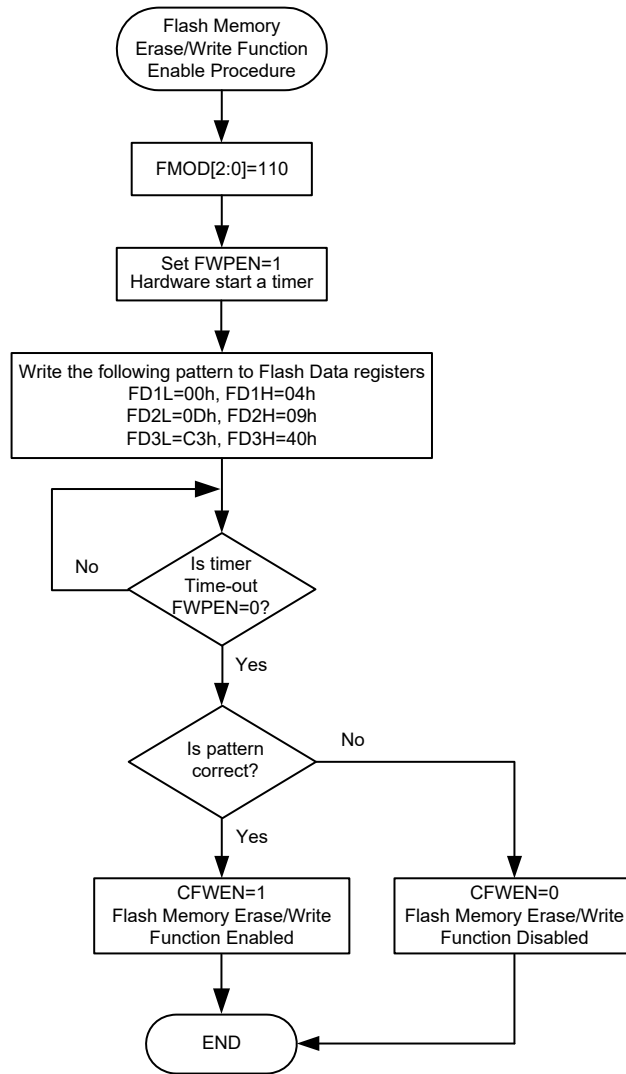 Flash Memory
Erase/Write Function
Enable Procedure
FMOD[2:0]=110
Set FWPEN=1
Hardware start a timer
Write the following pattern to Flash Data registers
FD1L=00h, FD1H=04h
FD2L=0Dh, FD2H=09h
FD3L=C3h, FD3H=40h
No
Is timer
Time-out
FWPEN=0?
Yes
Is pattern
correct?
No
Yes
CFWEN=1
Flash Memory Erase/Write
Function Enabled
CFWEN=0
Flash Memory Erase/Write
Function Disabled
END